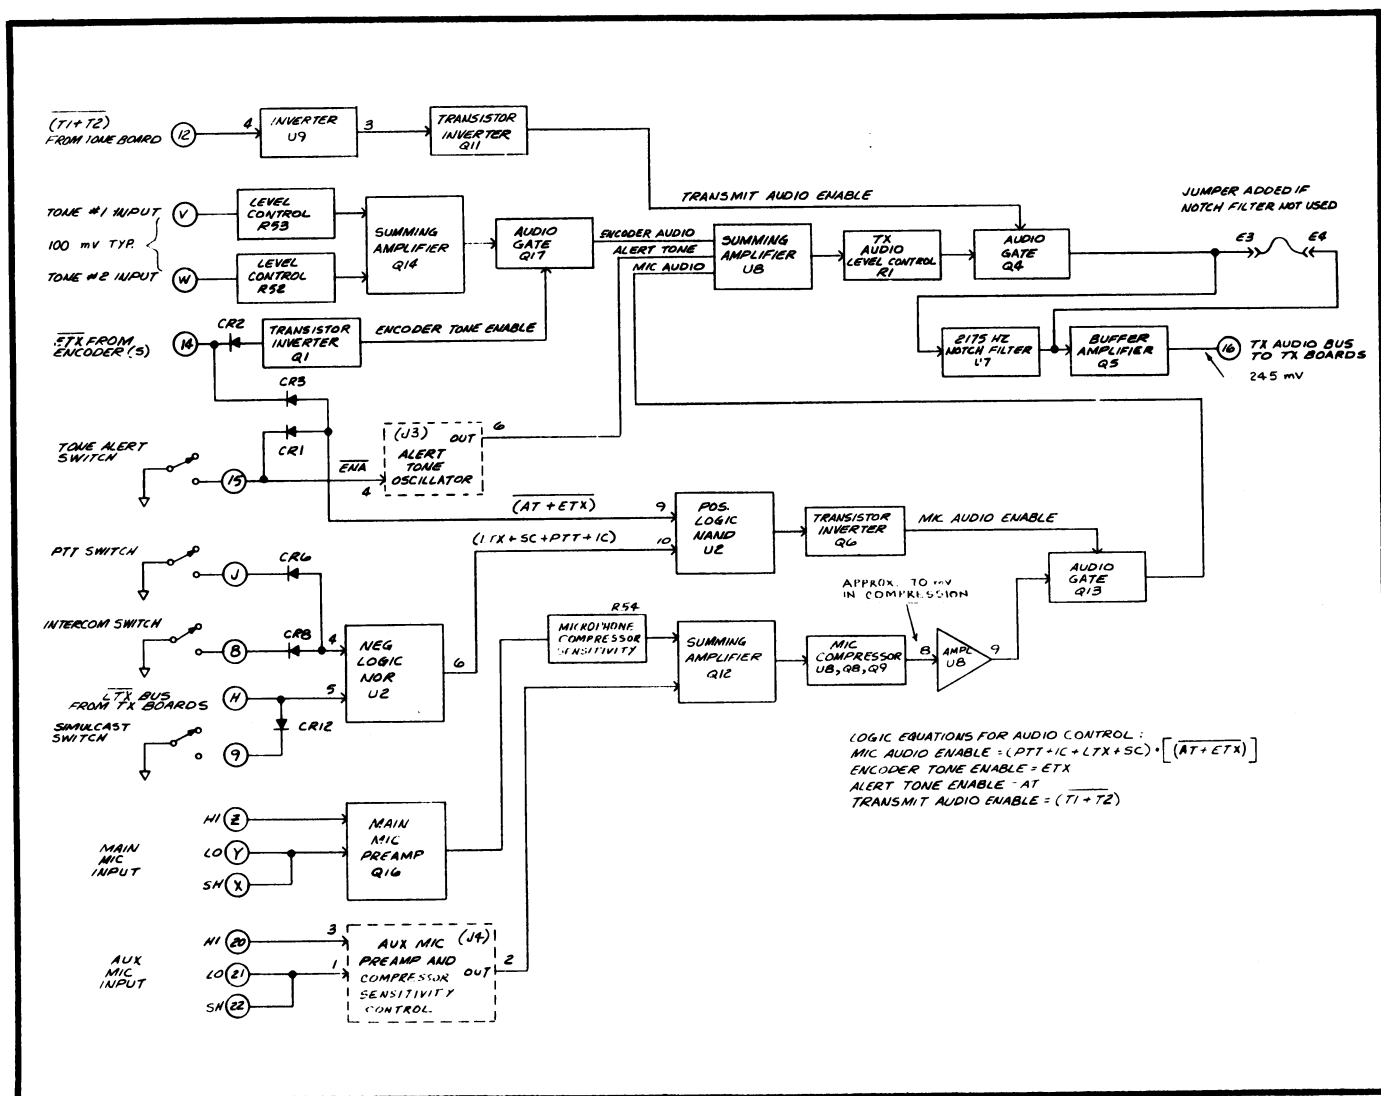 (T1+T2)
FROM TONE BOARD
12
4
INVERTER
U9
3
TRANSISTOR
INVERTER
Q11
TRANSMIT AUDIO ENABLE
JUMPER ADDED IF
NOTCH FILTER NOT USED
TONE #1 INPUT
V
LEVEL
CONTROL
R53
100 mV TYP.
TONE #2 INPUT
W
LEVEL
CONTROL
R52
SUMMING
AMPLIFIER
Q14
AUDIO
GATE
Q17
ENCODER AUDIO
ALERT TONE
MIC AUDIO
SUMMING
AMPLIFIER
U8
TX
AUDIO
LEVEL CONTROL
R1
AUDIO
GATE
Q4
E3
E4
ETX FROM
ENCODER (S)
14
CR2
TRANSISTOR
INVERTER
Q1
ENCODER TONE ENABLE
2175 HZ
NOTCH FILTER
U7
BUFFER
AMPLIFIER
Q5
16
TX AUDIO BUS
TO TX BOARDS
245 mV
CR3
CR1
TONE ALERT
SWITCH
15
ENA
4
(J3)
OUT
ALERT
TONE
OSCILLATOR
6
(AT + ETX)
9
(LTX + SC + PTT + IC)
10
POS.
LOGIC
NAND
U2
TRANSISTOR
INVERTER
Q6
MIC AUDIO ENABLE
AUDIO
GATE
Q13
PTT SWITCH
J
CR6
INTERCOM SWITCH
8
CR8
4
LTX BUS
FROM TX BOARDS
H
5
CR12
SIMULCAST
SWITCH
9
NEG
LOGIC
NOR
U2
6
R54
MICROPHONE
COMPRESSOR
SENSITIVITY
SUMMING
AMPLIFIER
Q12
MIC
COMPRESSOR
U8, Q8, Q9
APPROX. 70 mV
IN COMPRESSION
8
AMPL
U8
9
LOGIC EQUATIONS FOR AUDIO CONTROL :
MIC AUDIO ENABLE = (PTT + IC + LTX + SC) • [(AT + ETX)]
ENCODER TONE ENABLE = ETX
ALERT TONE ENABLE - AT
TRANSMIT AUDIO ENABLE = (T1 + T2)
MAIN
MIC
INPUT
HI Z
LO Y
SH X
MAIN
MIC
PREAMP
Q16
AUX
MIC
INPUT
HI 20
LO 21
SH 22
3
1
AUX MIC (J4)
PREAMP AND
COMPRESSOR
SENSITIVITY
CONTROL
OUT
2